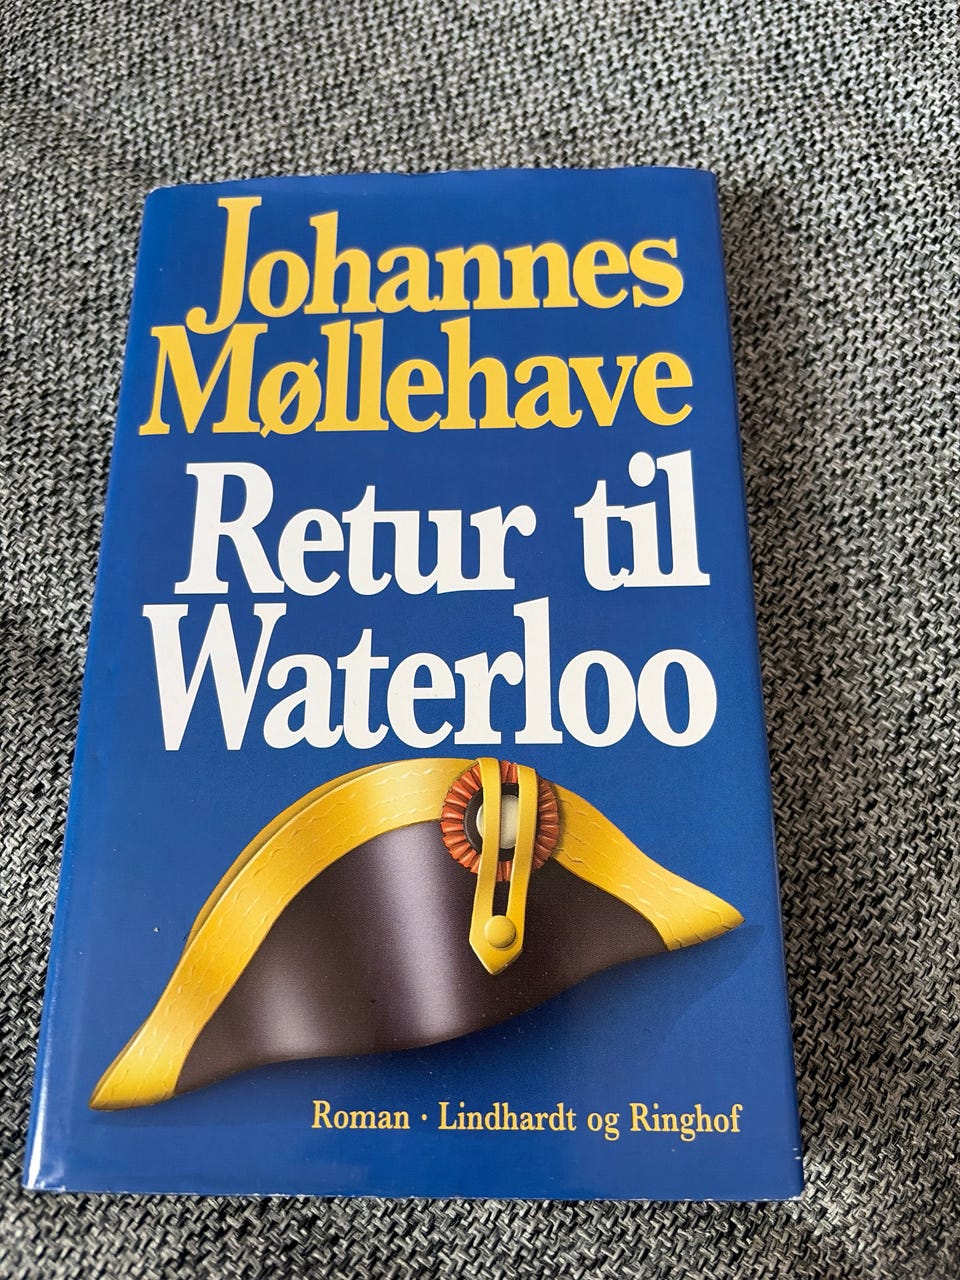 Johannes
Møllehave
Retur til
Waterloo
Roman · Lindhardt og Ringhof